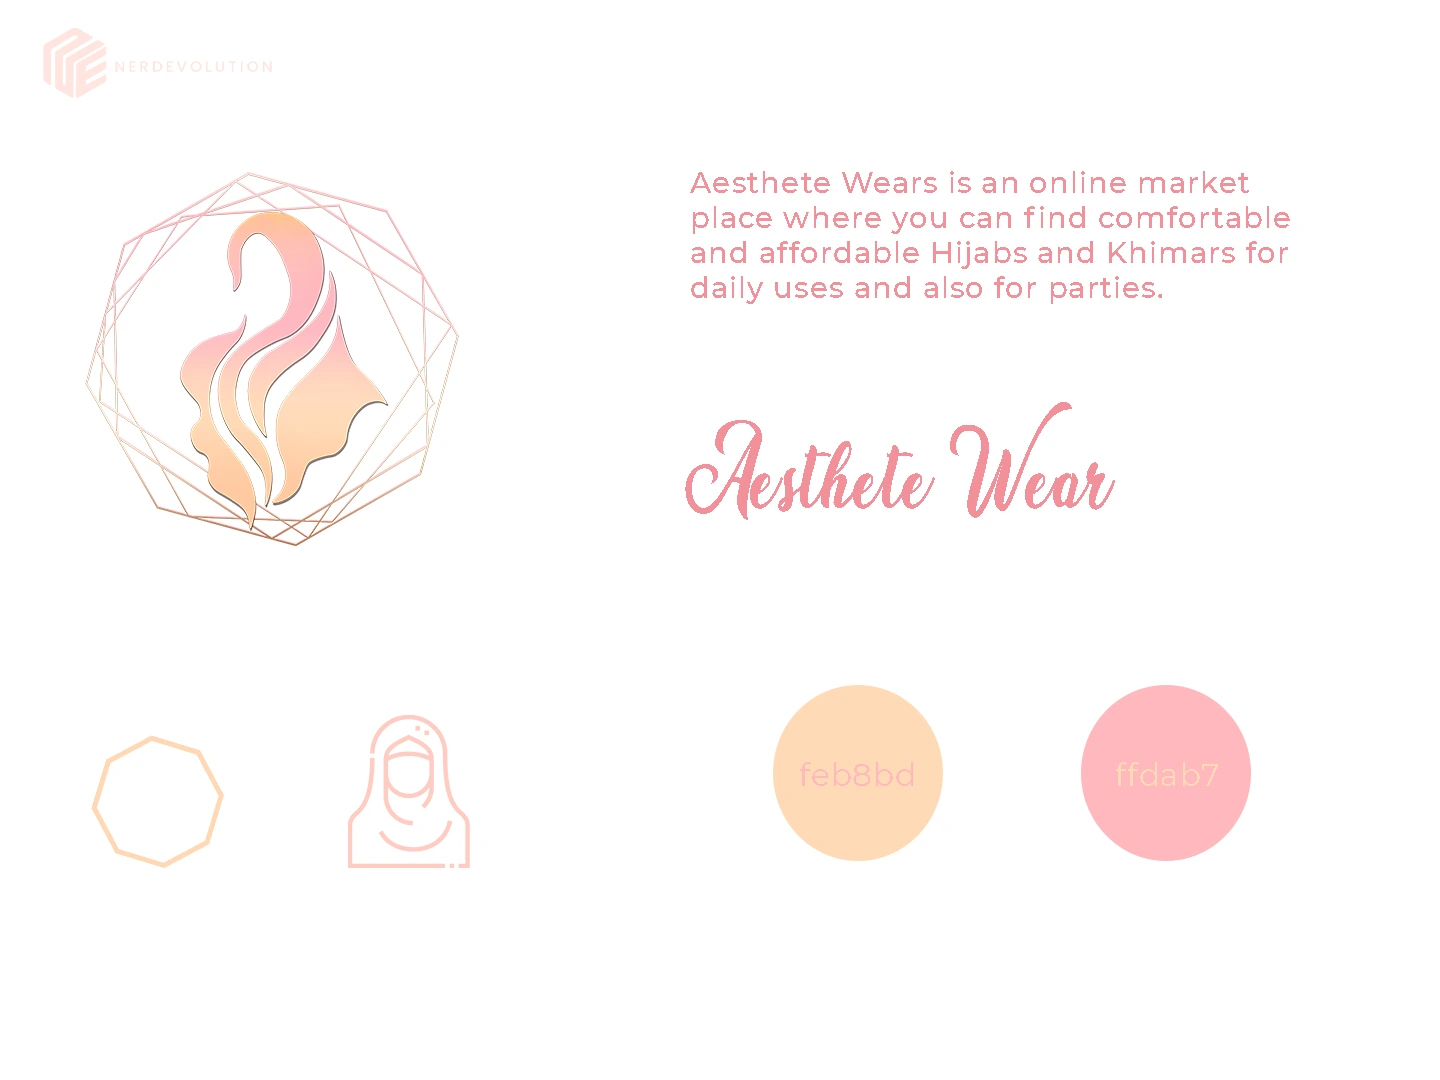 NERDEVOLUTION
Aesthete Wears is an online market
place where you can find comfortable
and affordable Hijabs and Khimars for
daily uses and also for parties.
Aesthete Wear
feb8bd
ffdab7